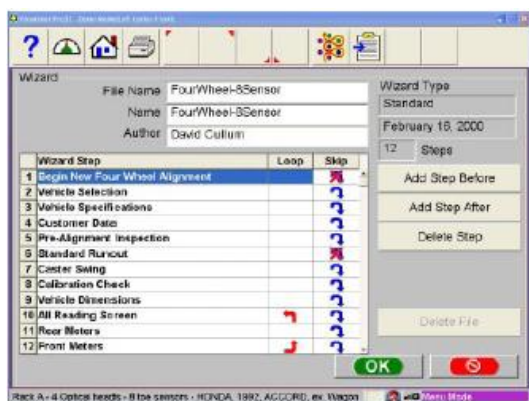 ?
Wizard
File Name FourWheel-8Sensor
Name FourWheel-8Sensor
Author David Cullum
Wizard Type
Standard
February 16, 2000
12 Steps
Wizard Step Loop Skip
1 Begin New Four Wheel Alignment
2 Vehicle Selection
3 Vehicle Specifications
4 Customer Data
5 Pre-Alignment Inspection
6 Standard Runout
7 Caster Swing
8 Calibration Check
9 Vehicle Dimensions
10 All Reading Screen
11 Rear Meters
12 Front Meters
Add Step Before
Add Step After
Delete Step
Delete File
OK
Rack A - 4 Optical heads - 8 toe sensors - HONDA, 1992, ACCORD, ex. Wagon
Menu Mode